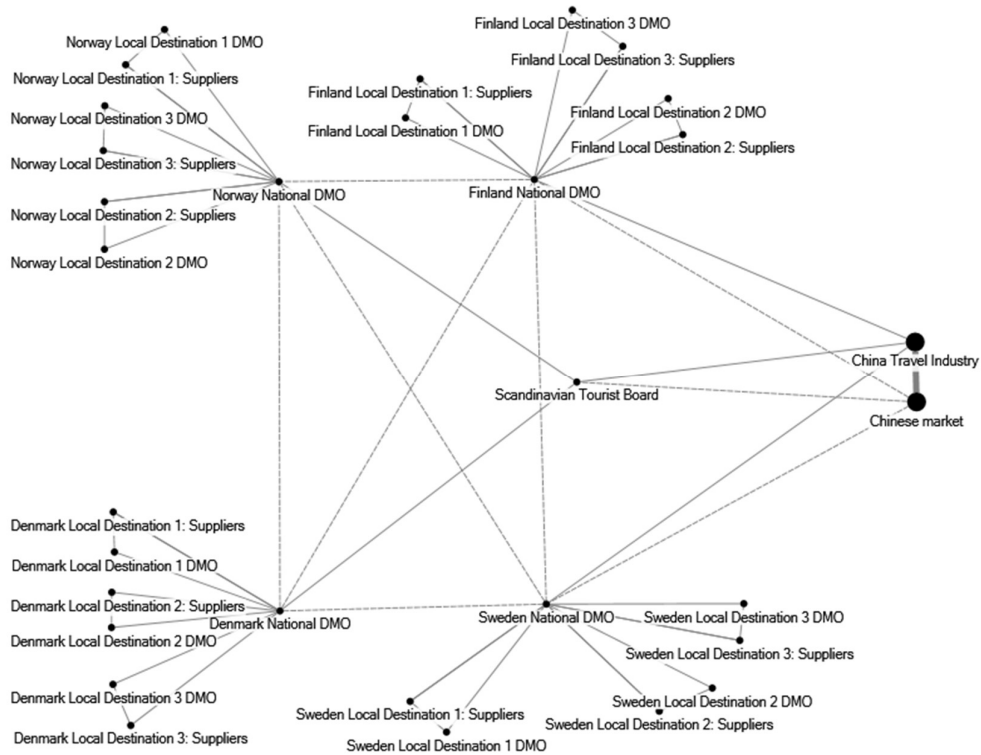 Finland Local Destination 3 DMO
Norway Local Destination 1 DMO
Finland Local Destination 3: Suppliers
Norway Local Destination 1: Suppliers
Finland Local Destination 1: Suppliers
Norway Local Destination 3 DMO
Finland Local Destination 2 DMO
Finland Local Destination 1 DMO
Finland Local Destination 2: Suppliers
Norway Local Destination 3: Suppliers
Norway National DMO
Finland National DMO
Norway Local Destination 2: Suppliers
Norway Local Destination 2 DMO
China Travel Industry
Scandinavian Tourist Board
Chinese market
Denmark Local Destination 1: Suppliers
Denmark Local Destination 1 DMO
Denmark Local Destination 2: Suppliers
Denmark National DMO
Sweden National DMO
Sweden Local Destination 3 DMO
Denmark Local Destination 2 DMO
Sweden Local Destination 3: Suppliers
Denmark Local Destination 3 DMO
Sweden Local Destination 2 DMO
Sweden Local Destination 1: Suppliers
Sweden Local Destination 2: Suppliers
Denmark Local Destination 3: Suppliers
Sweden Local Destination 1 DMO